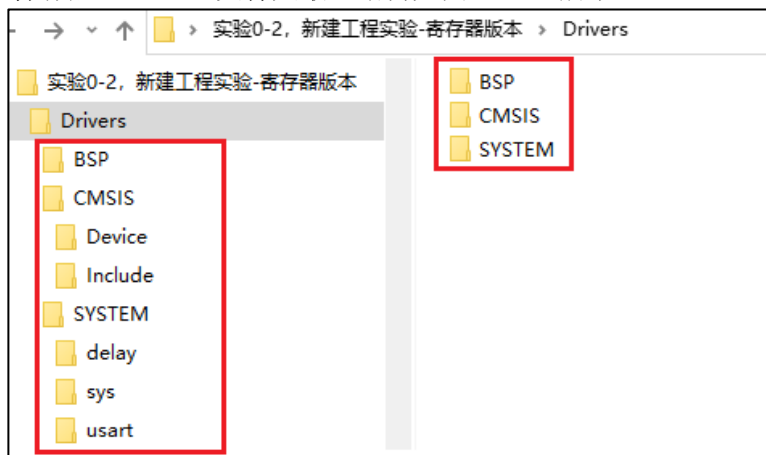 实验0-2，新建工程实验-寄存器版本 › Drivers
实验0-2，新建工程实验-寄存器版本
Drivers
BSP
CMSIS
Device
Include
SYSTEM
delay
sys
usart
BSP
CMSIS
SYSTEM